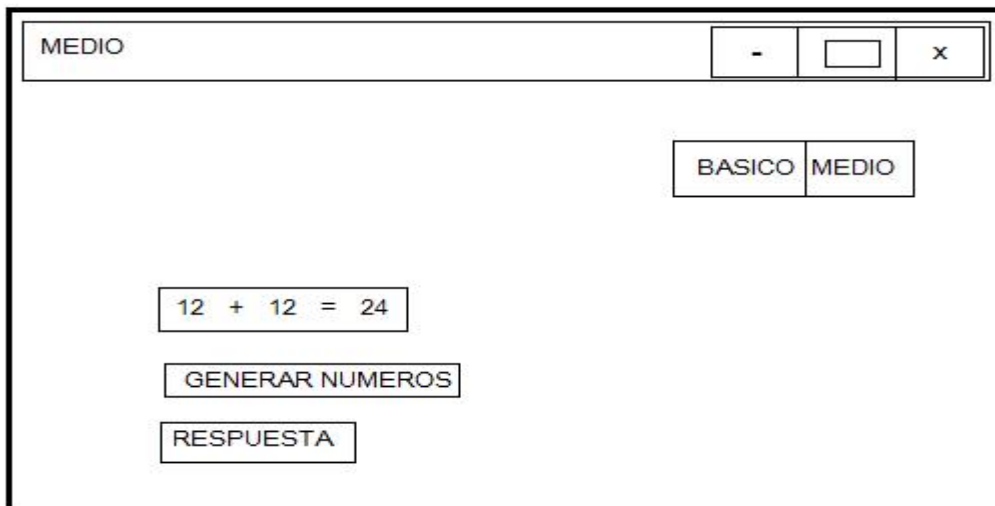 MEDIO - x
BASICO MEDIO
12 + 12 = 24
GENERAR NUMEROS
RESPUESTA